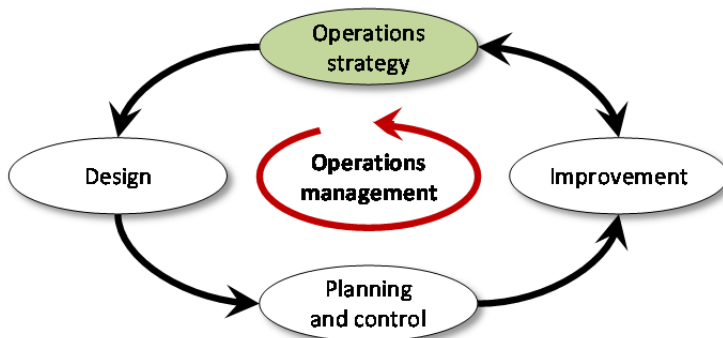 Operations
strategy
Design
Operations
management
Improvement
Planning
and control